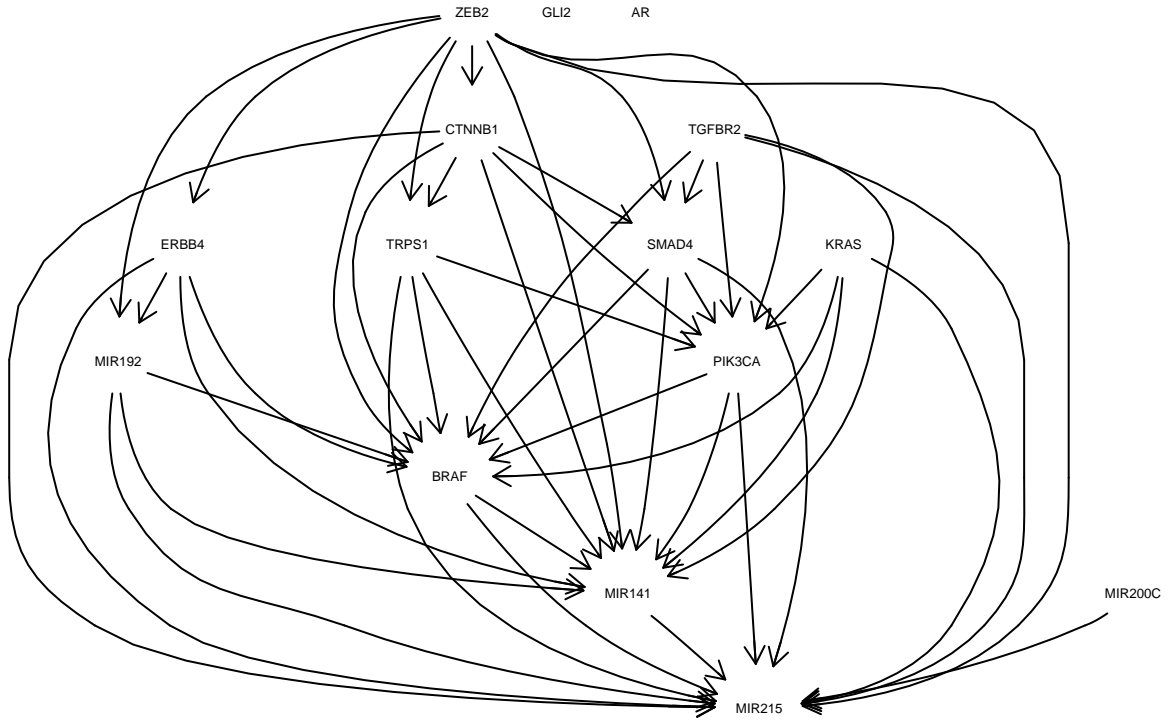 ZEB2 GLI2 AR
CTNNB1 TGFBR2
ERBB4 TRPS1 SMAD4 KRAS
MIR192 PIK3CA
BRAF
MIR141 MIR200C
MIR215